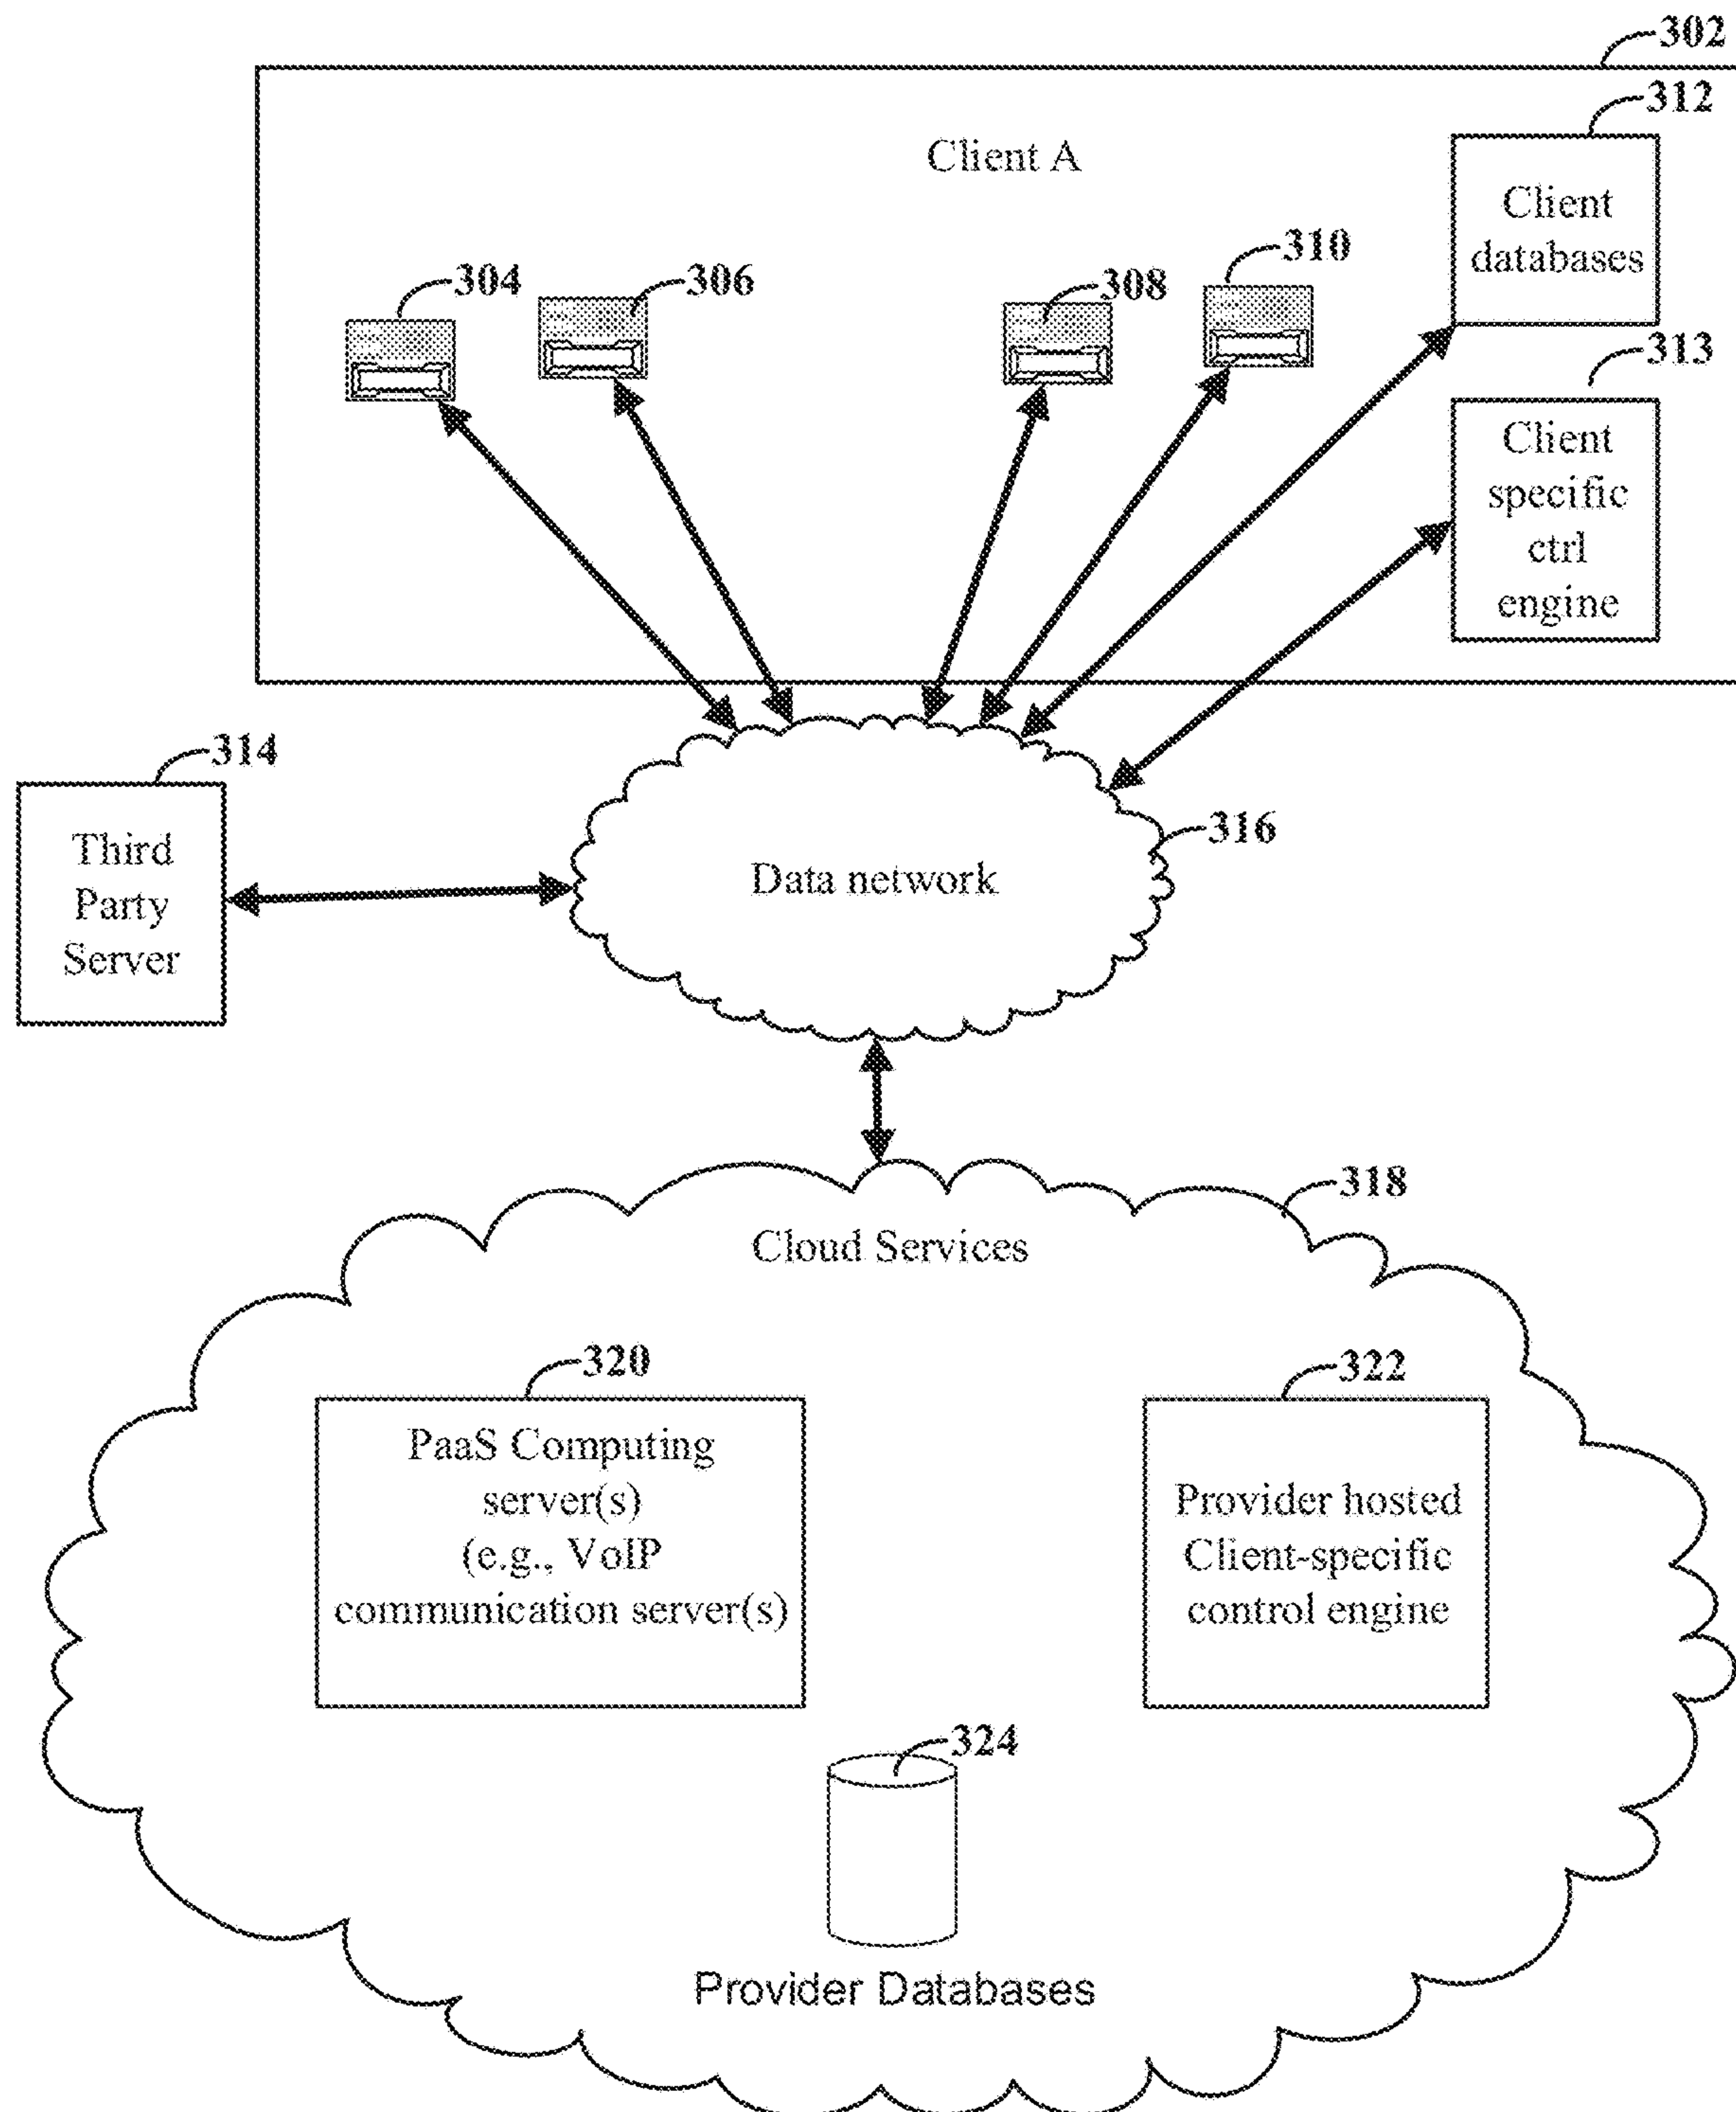 302
312
Client A
Client
databases
304
306
308
310
313
Client
specific
ctrl
engine
314
Third
Party
Server
316
Data network
318
Cloud Services
320
PaaS Computing
server(s)
(e.g., VoIP
communication server(s)
322
Provider hosted
Client-specific
control engine
324
Provider Databases